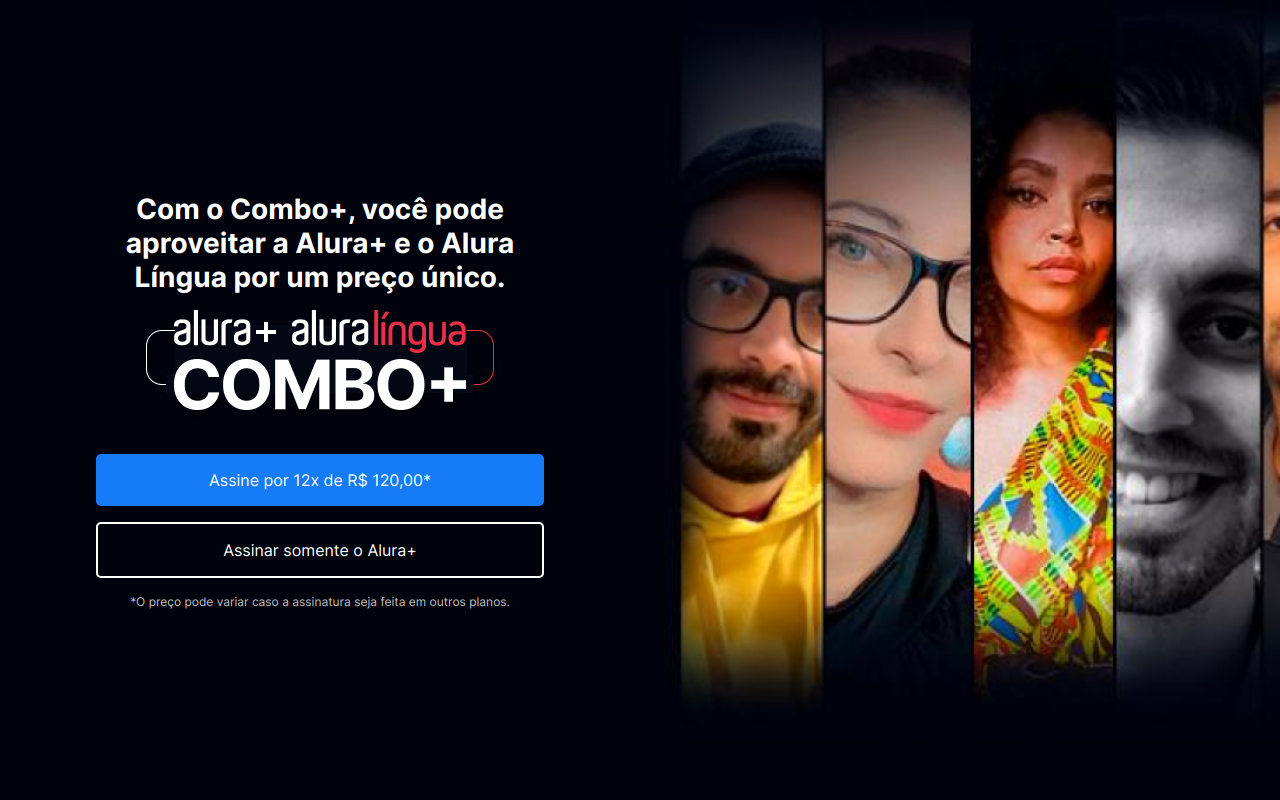 Com o Combo+, você pode
aproveitar a Alura+ e o Alura
Língua por um preço único.
alura+ aluralíngua
COMBO+
Assine por 12x de R$ 120,00*
Assinar somente o Alura+
*O preço pode variar caso a assinatura seja feita em outros planos.